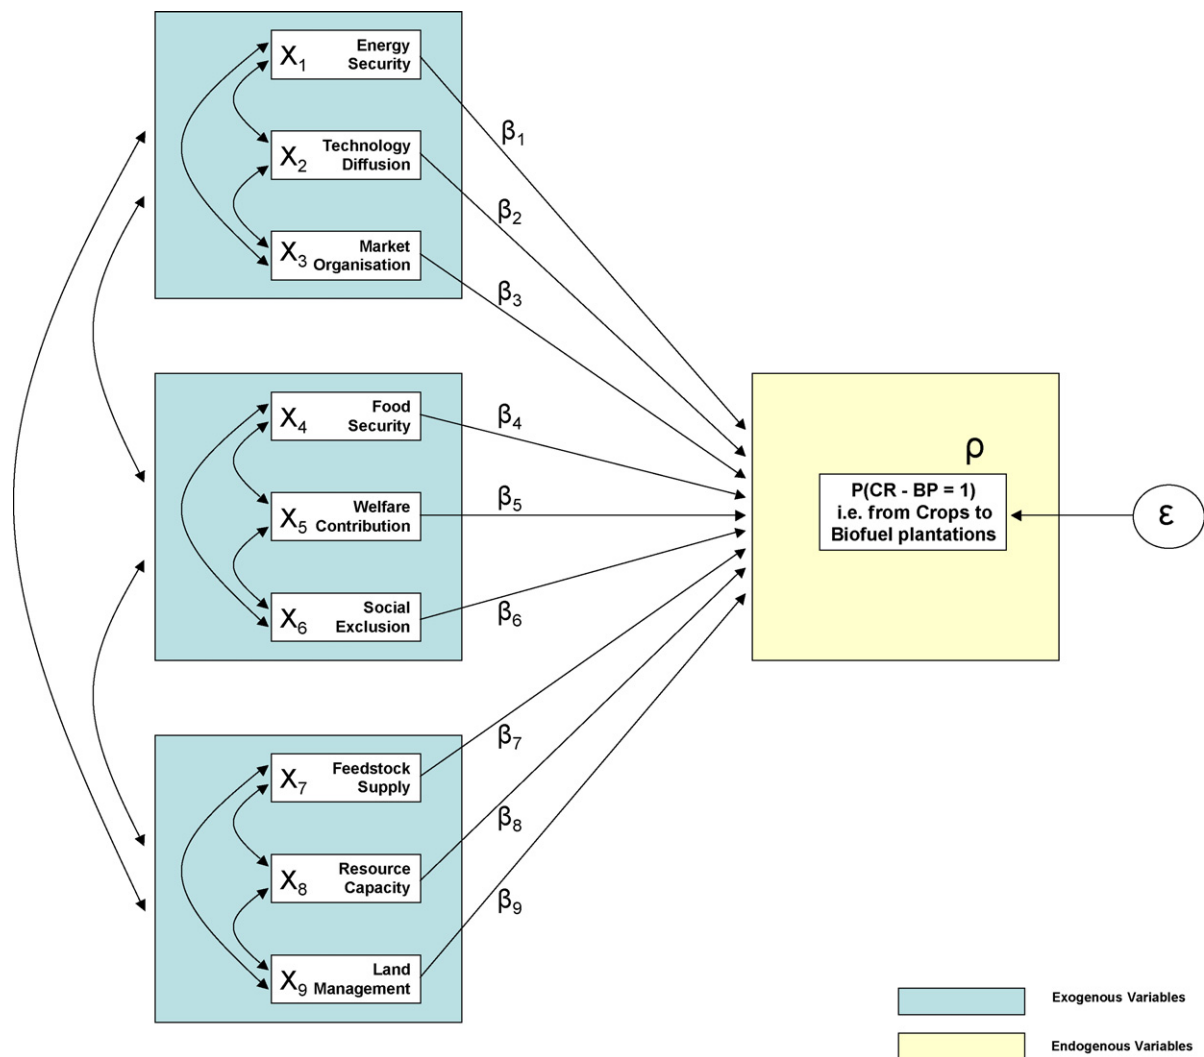 X1
Energy
Security
X2
Technology
Diffusion
X3
Market
Organisation
β1
β2
β3
X4
Food
Security
X5
Welfare
Contribution
X6
Social
Exclusion
β4
β5
β6
X7
Feedstock
Supply
X8
Resource
Capacity
X9
Land
Management
β7
β8
β9
ρ
P(CR - BP = 1)
i.e. from Crops to
Biofuel plantations
ε
Exogenous Variables
Endogenous Variables